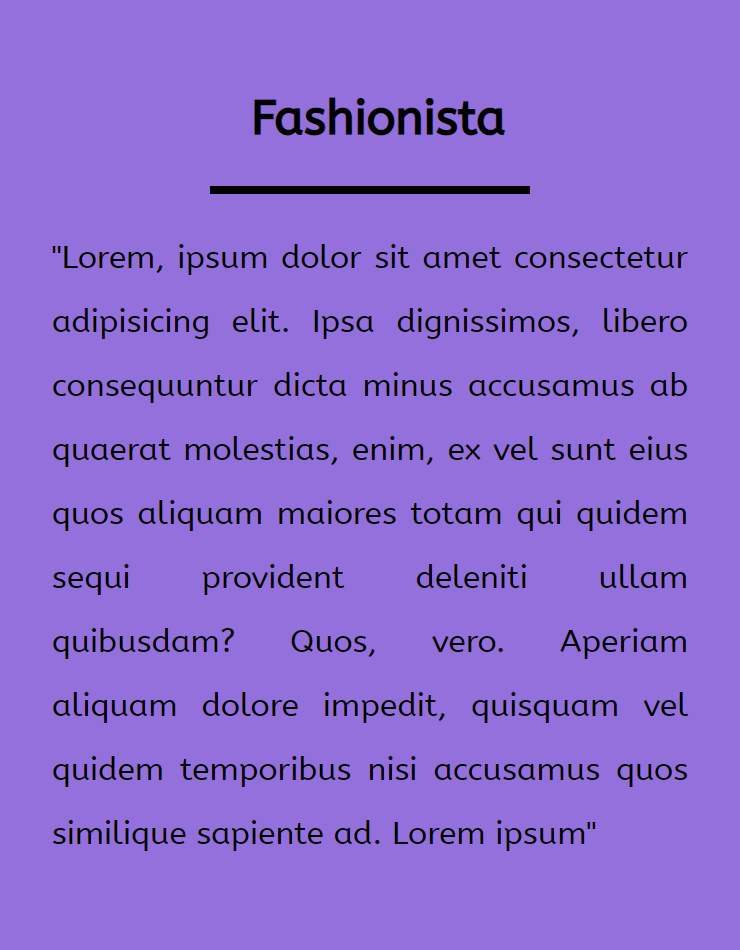 Fashionista
"Lorem, ipsum dolor sit amet consectetur
adipisicing elit. Ipsa dignissimos, libero
consequuntur dicta minus accusamus ab
quaerat molestias, enim, ex vel sunt eius
quos aliquam maiores totam qui quidem
sequi provident deleniti ullam
quibusdam? Quos, vero. Aperiam
aliquam dolore impedit, quisquam vel
quidem temporibus nisi accusamus quos
similique sapiente ad. Lorem ipsum"